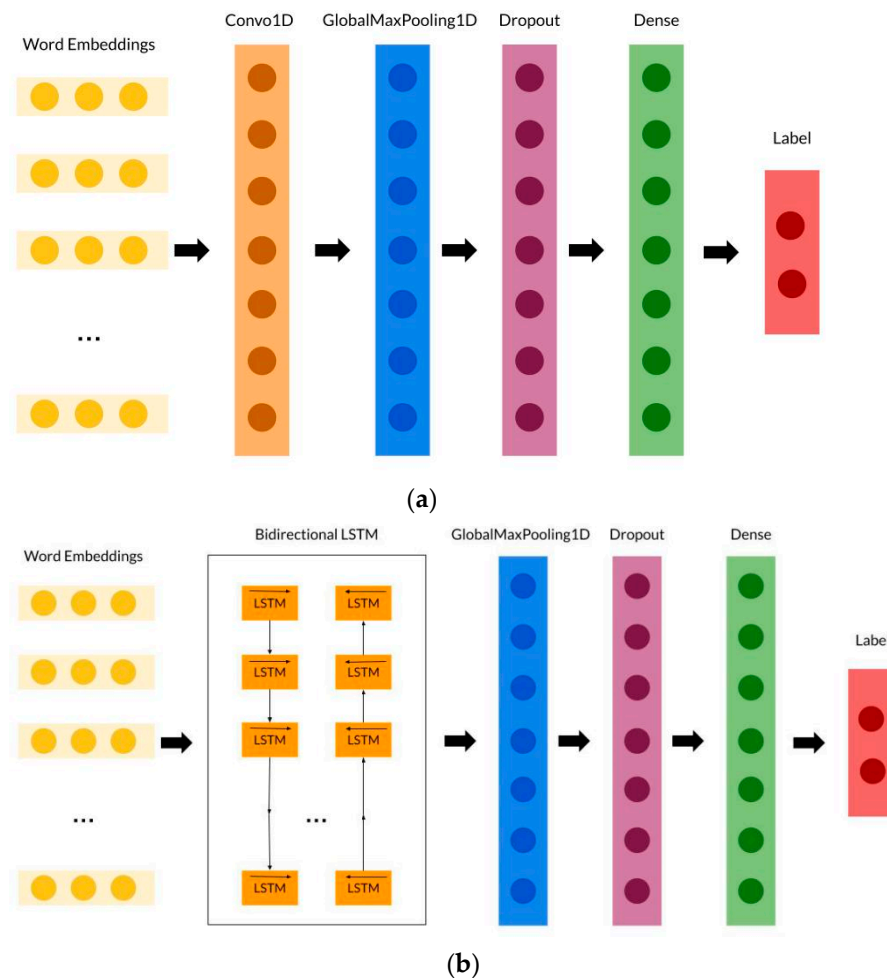 Convo1D GlobalMaxPooling1D Dropout Dense
Word Embeddings
Label
...
(a)
Bidirectional LSTM GlobalMaxPooling1D Dropout Dense
Word Embeddings
LSTM LSTM
Labe
LSTM LSTM
LSTM LSTM
... ...
LSTM LSTM
(b)